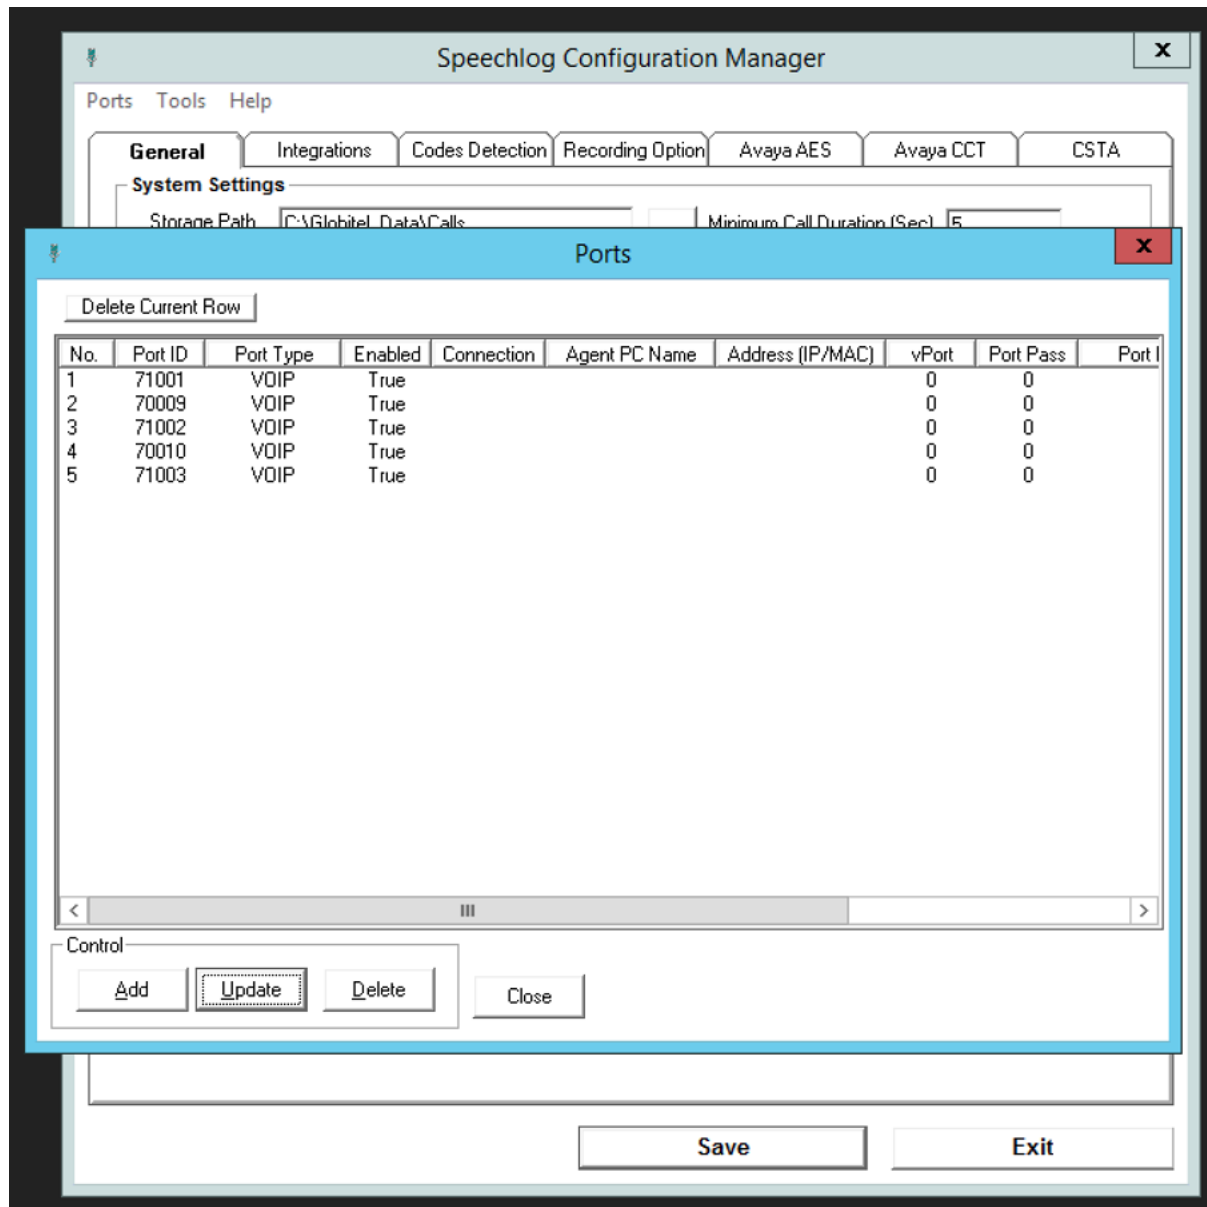 Speechlog Configuration Manager
X
Ports Tools Help
General Integrations Codes Detection Recording Option Avaya AES Avaya CCT CSTA
System Settings
Storage Path C:\Globitel_Data\Calls Minimum Call Duration (Sec) 5
Ports
X
Delete Current Row
No. Port ID Port Type Enabled Connection Agent PC Name Address (IP/MAC) vPort Port Pass Port
1 71001 VOIP True 0 0
2 70009 VOIP True 0 0
3 71002 VOIP True 0 0
4 70010 VOIP True 0 0
5 71003 VOIP True 0 0
Control
Add Update Delete Close
Save Exit